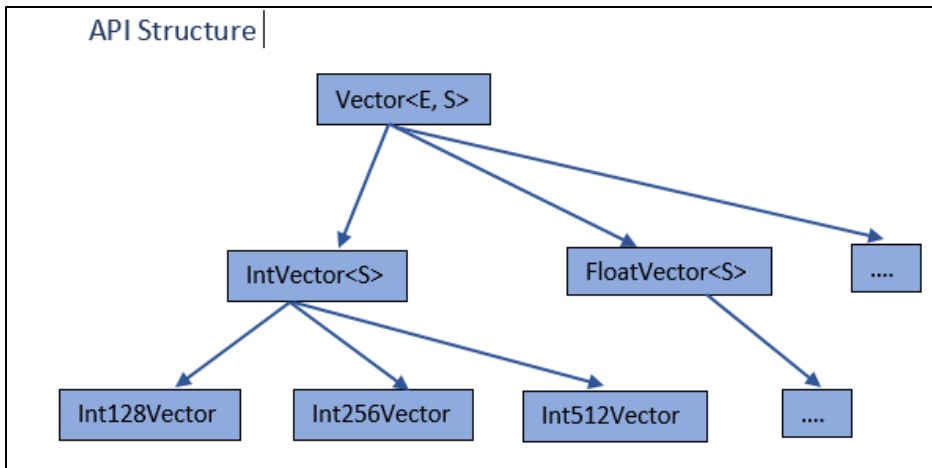 API Structure
Vector<E, S>
IntVector<S>
FloatVector<S>
....
Int128Vector
Int256Vector
Int512Vector
....